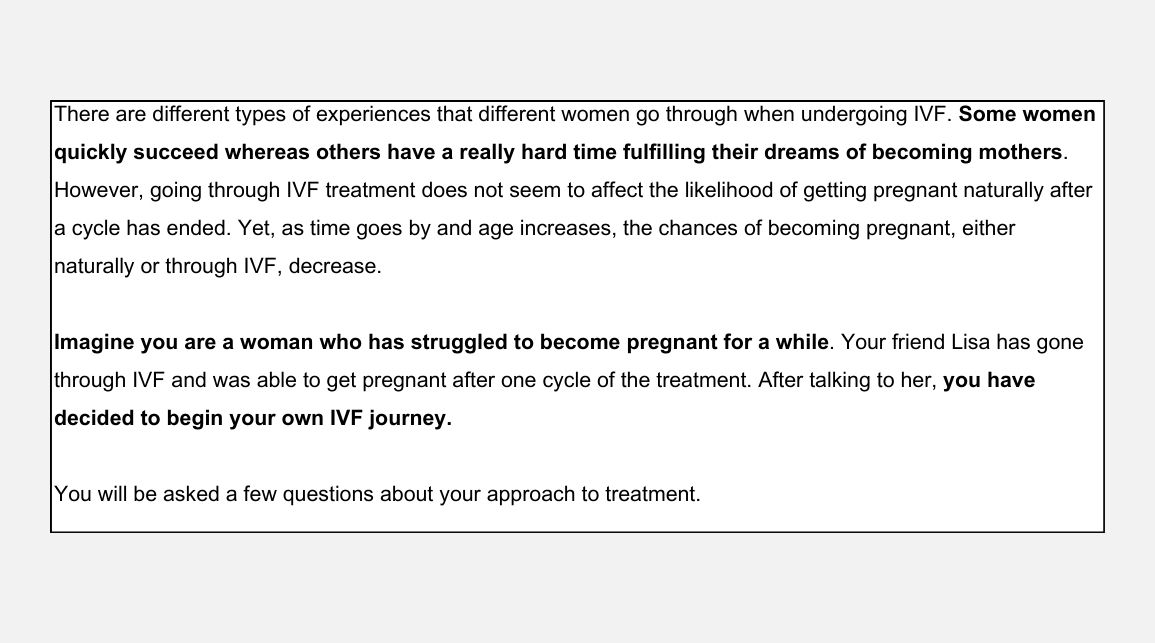 There are different types of experiences that different women go through when undergoing IVF. Some women
quickly succeed whereas others have a really hard time fulfilling their dreams of becoming mothers.
However, going through IVF treatment does not seem to affect the likelihood of getting pregnant naturally after
a cycle has ended. Yet, as time goes by and age increases, the chances of becoming pregnant, either
naturally or through IVF, decrease.
Imagine you are a woman who has struggled to become pregnant for a while. Your friend Lisa has gone
through IVF and was able to get pregnant after one cycle of the treatment. After talking to her, you have
decided to begin your own IVF journey.
You will be asked a few questions about your approach to treatment.